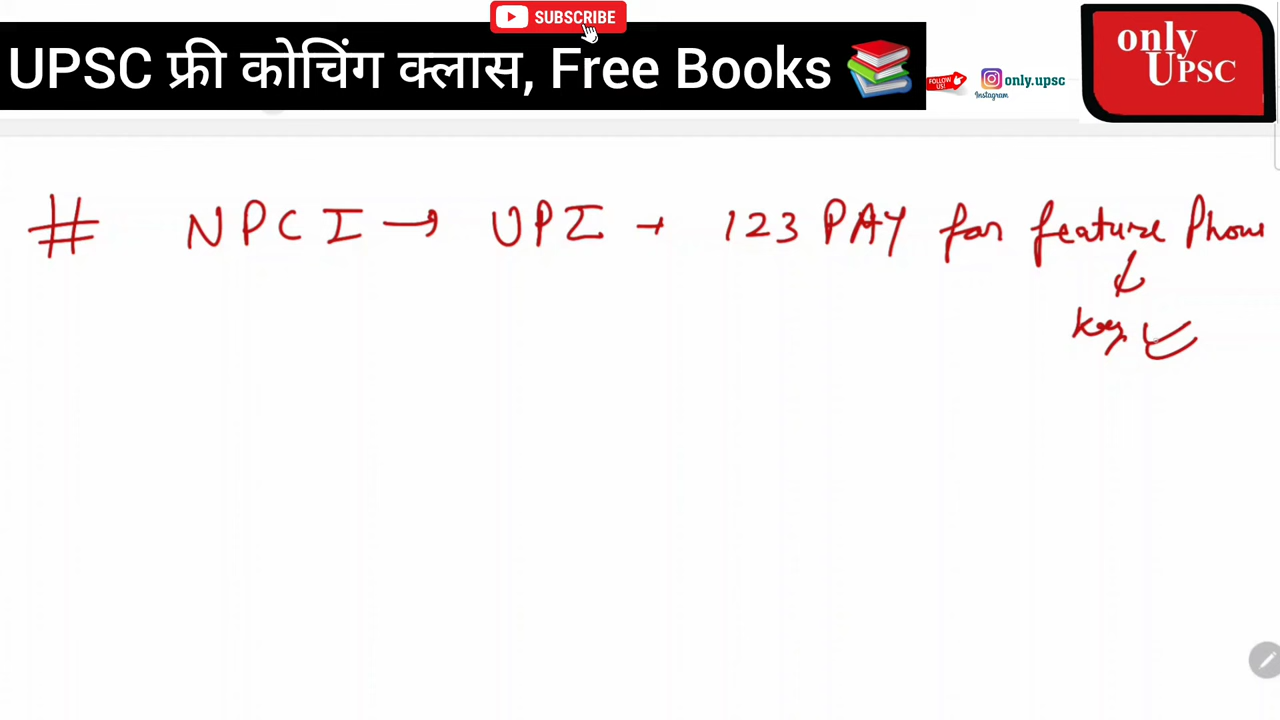 SUBSCRIBE
UPSC फ्री कोचिंग क्लास, Free Books
FOLLOW US!
only.upsc
Instagram
only
UPSC
# NPCI → UPI + 123 PAY for feature Phone
key